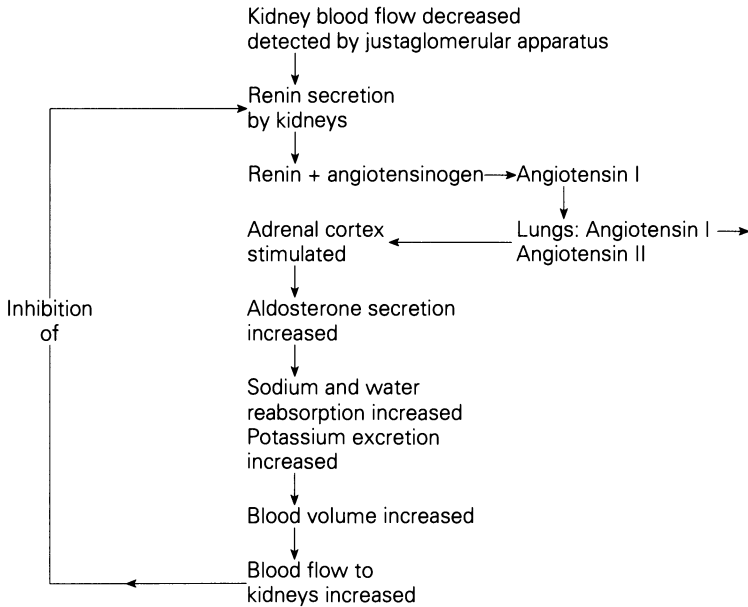 Kidney blood flow decreased
detected by justaglomerular apparatus
Renin secretion
by kidneys
Renin + angiotensinogen
Angiotensin I
Lungs: Angiotensin I
Angiotensin II
Adrenal cortex
stimulated
Aldosterone secretion
increased
Sodium and water
reabsorption increased
Potassium excretion
increased
Blood volume increased
Blood flow to
kidneys increased
Inhibition
of